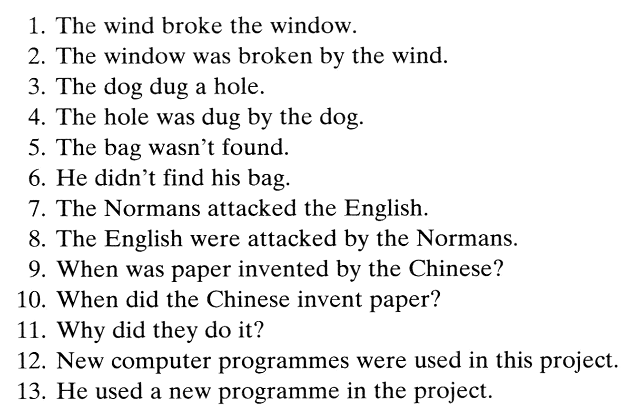 1. The wind broke the window.
2. The window was broken by the wind.
3. The dog dug a hole.
4. The hole was dug by the dog.
5. The bag wasn't found.
6. He didn't find his bag.
7. The Normans attacked the English.
8. The English were attacked by the Normans.
9. When was paper invented by the Chinese?
10. When did the Chinese invent paper?
11. Why did they do it?
12. New computer programmes were used in this project.
13. He used a new programme in the project.